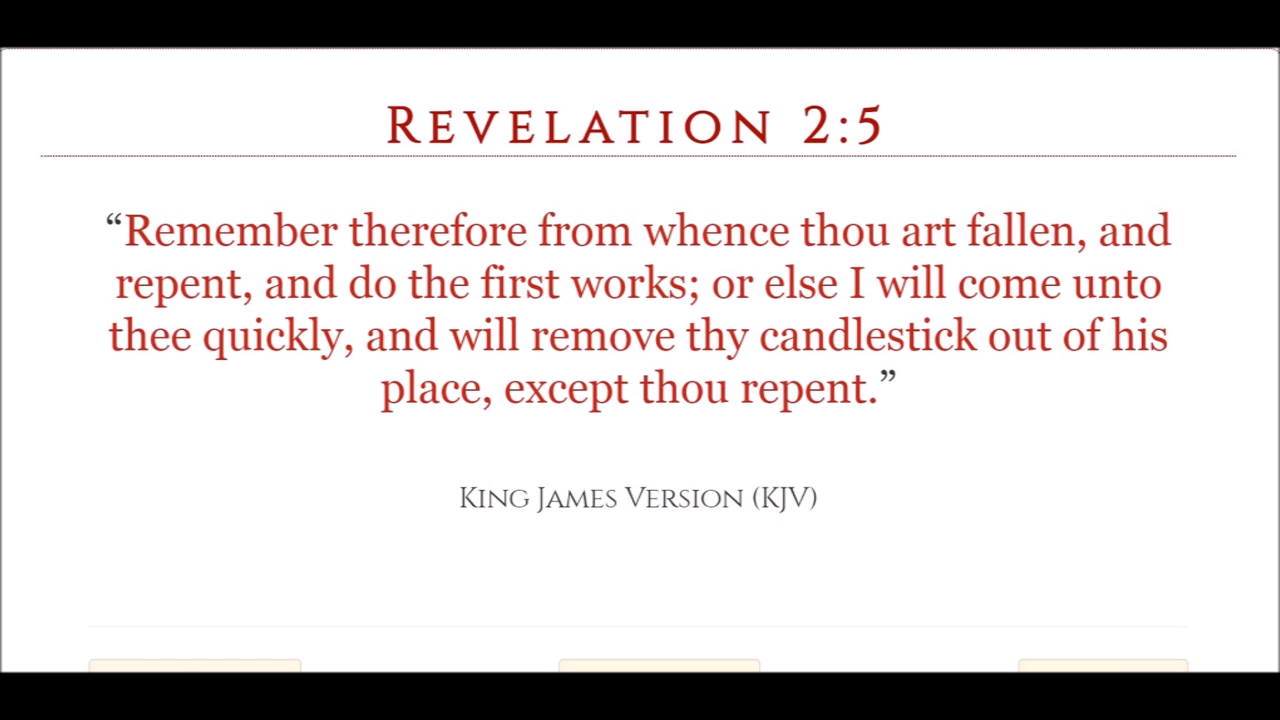 Revelation 2:5
“Remember therefore from whence thou art fallen, and
repent, and do the first works; or else I will come unto
thee quickly, and will remove thy candlestick out of his
place, except thou repent.”
King James Version (KJV)